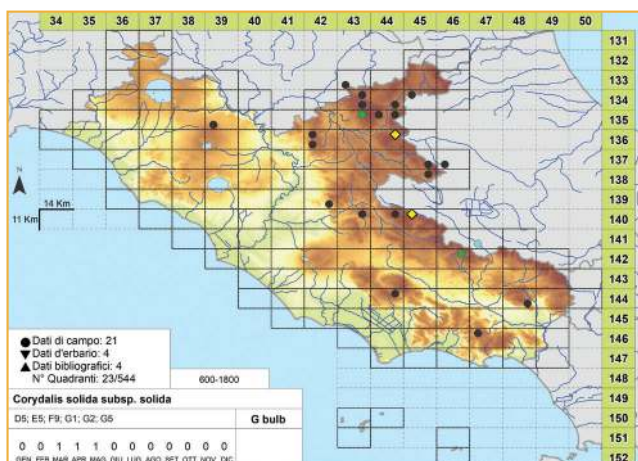 34 35 36 37 38 39 40 41 42 43 44 45 46 47 48 49 50
131
132
133
134
135
136
137
138
139
140
141
142
143
144
145
146
147
148
149
150
151
152
N
14 Km
11 Km
Dati di campo: 21
Dati d'erbario: 4
Dati bibliografici: 4
N° Quadranti: 23/544
600-1800
Corydalis solida subsp. solida
D5; E5; F9; G1; G2; G5
G bulb
0 0 1 1 1 0 0 0 0 0 0 0
GEN FEB MAR APR MAG GIU LUG AGO SET OTT NOV DIC